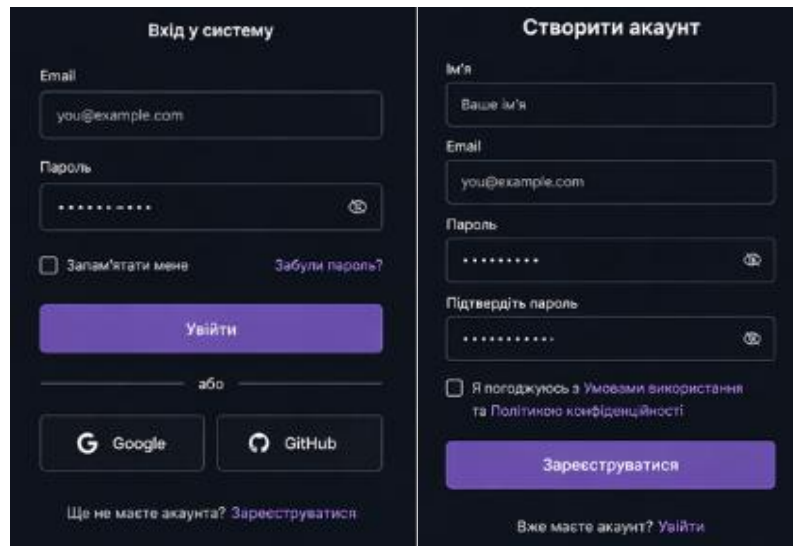 Вхід у систему
Email
you@example.com
Пароль
Запам'ятати мене
Забули пароль?
Увійти
або
Google
GitHub
Ще не маєте акаунта? Зареєструватися
Створити акаунт
Ім'я
Ваше ім'я
Email
you@example.com
Пароль
Підтвердіть пароль
Я погоджуюсь з Умовами використання
та Політикою конфіденційності
Зареєструватися
Вже маєте акаунт? Увійти